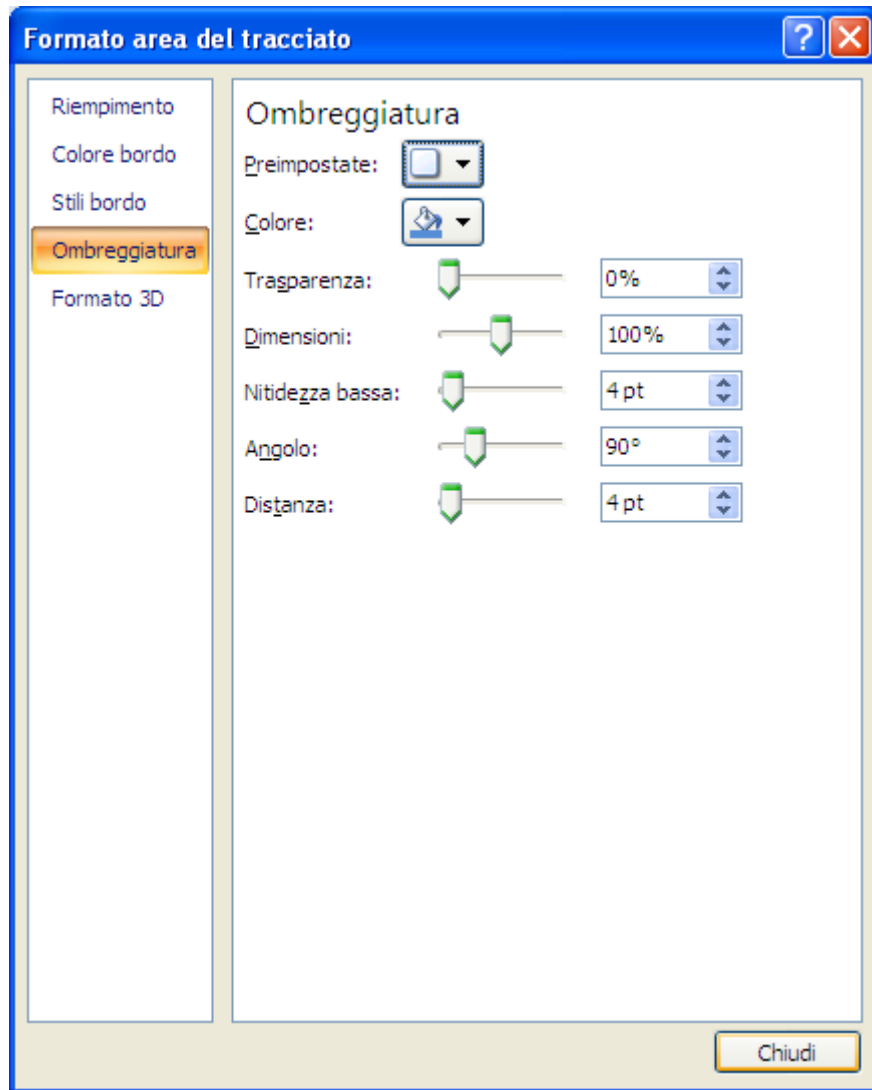 Formato area del tracciato
Riempimento
Colore bordo
Stili bordo
Ombreggiatura
Formato 3D
Ombreggiatura
Preimpostate:
Colore:
Trasparenza: 0%
Dimensioni: 100%
Nitidezza bassa: 4 pt
Angolo: 90°
Distanza: 4 pt
Chiudi